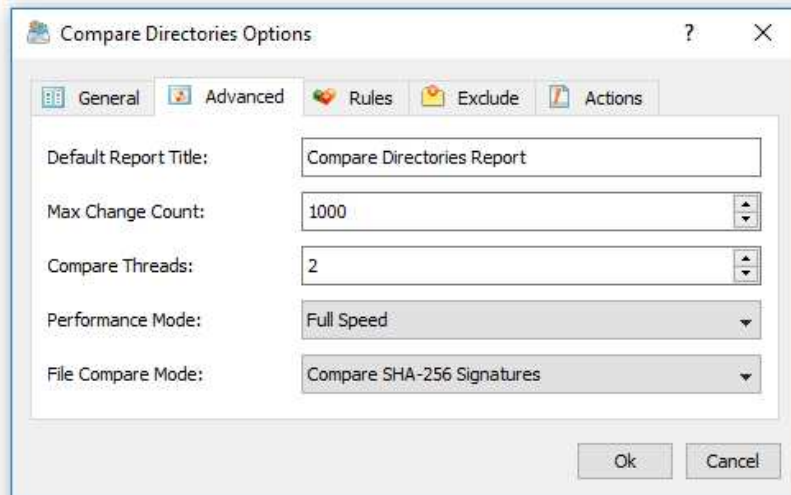 Compare Directories Options ?
General Advanced Rules Exclude Actions
Default Report Title: Compare Directories Report
Max Change Count: 1000
Compare Threads: 2
Performance Mode: Full Speed
File Compare Mode: Compare SHA-256 Signatures
Ok Cancel